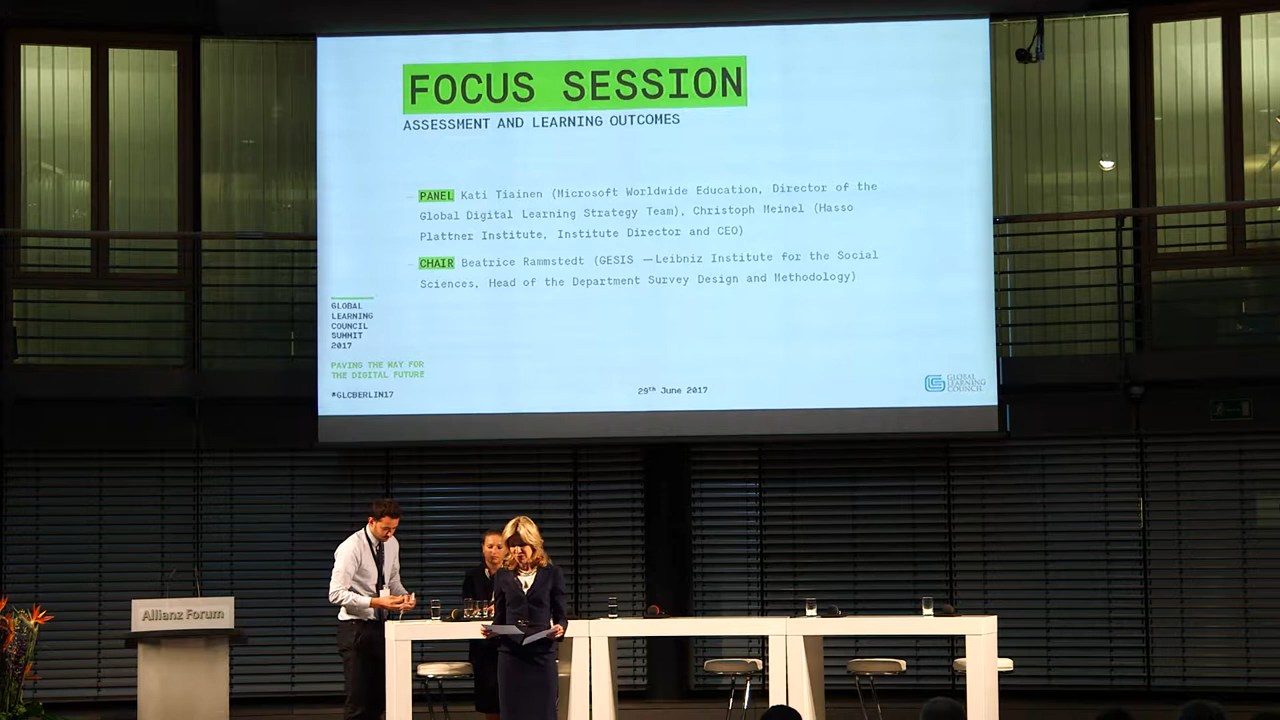 FOCUS SESSION
ASSESSMENT AND LEARNING OUTCOMES
— PANEL Kati Tiainen (Microsoft Worldwide Education, Director of the
Global Digital Learning Strategy Team), Christoph Meinel (Hasso
Plattner Institute, Institute Director and CEO)
— CHAIR Beatrice Rammstedt (GESIS —Leibniz Institute for the Social
Sciences, Head of the Department Survey Design and Methodology)
GLOBAL
LEARNING
COUNCIL
SUMMIT
2017
PAVING THE WAY FOR
THE DIGITAL FUTURE
#GLCBERLIN17
29th June 2017
GLOBAL
LEARNING
COUNCIL
Allianz Forum